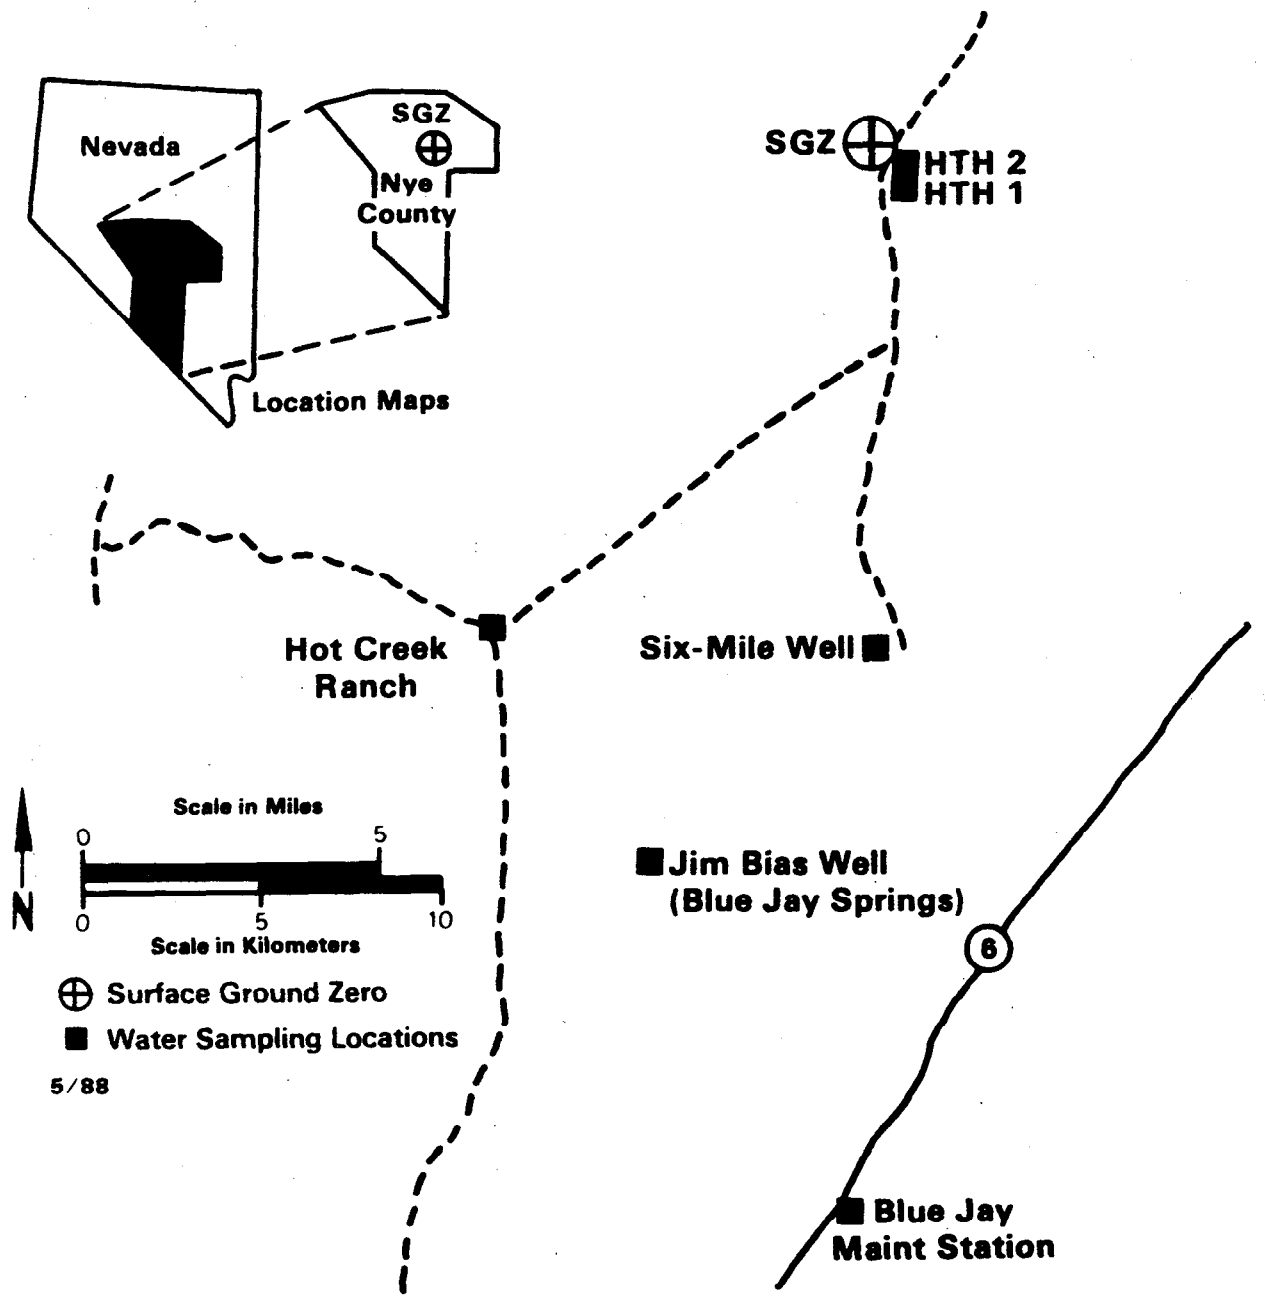 Nevada
SGZ
Nye
County
Location Maps
SGZ
HTH 2
HTH 1
Hot Creek
Ranch
Six-Mile Well
Scale in Miles
0 5
0 5 10
Scale in Kilometers
N
Jim Bias Well
(Blue Jay Springs)
6
Surface Ground Zero
Water Sampling Locations
5/88
Blue Jay
Maint Station